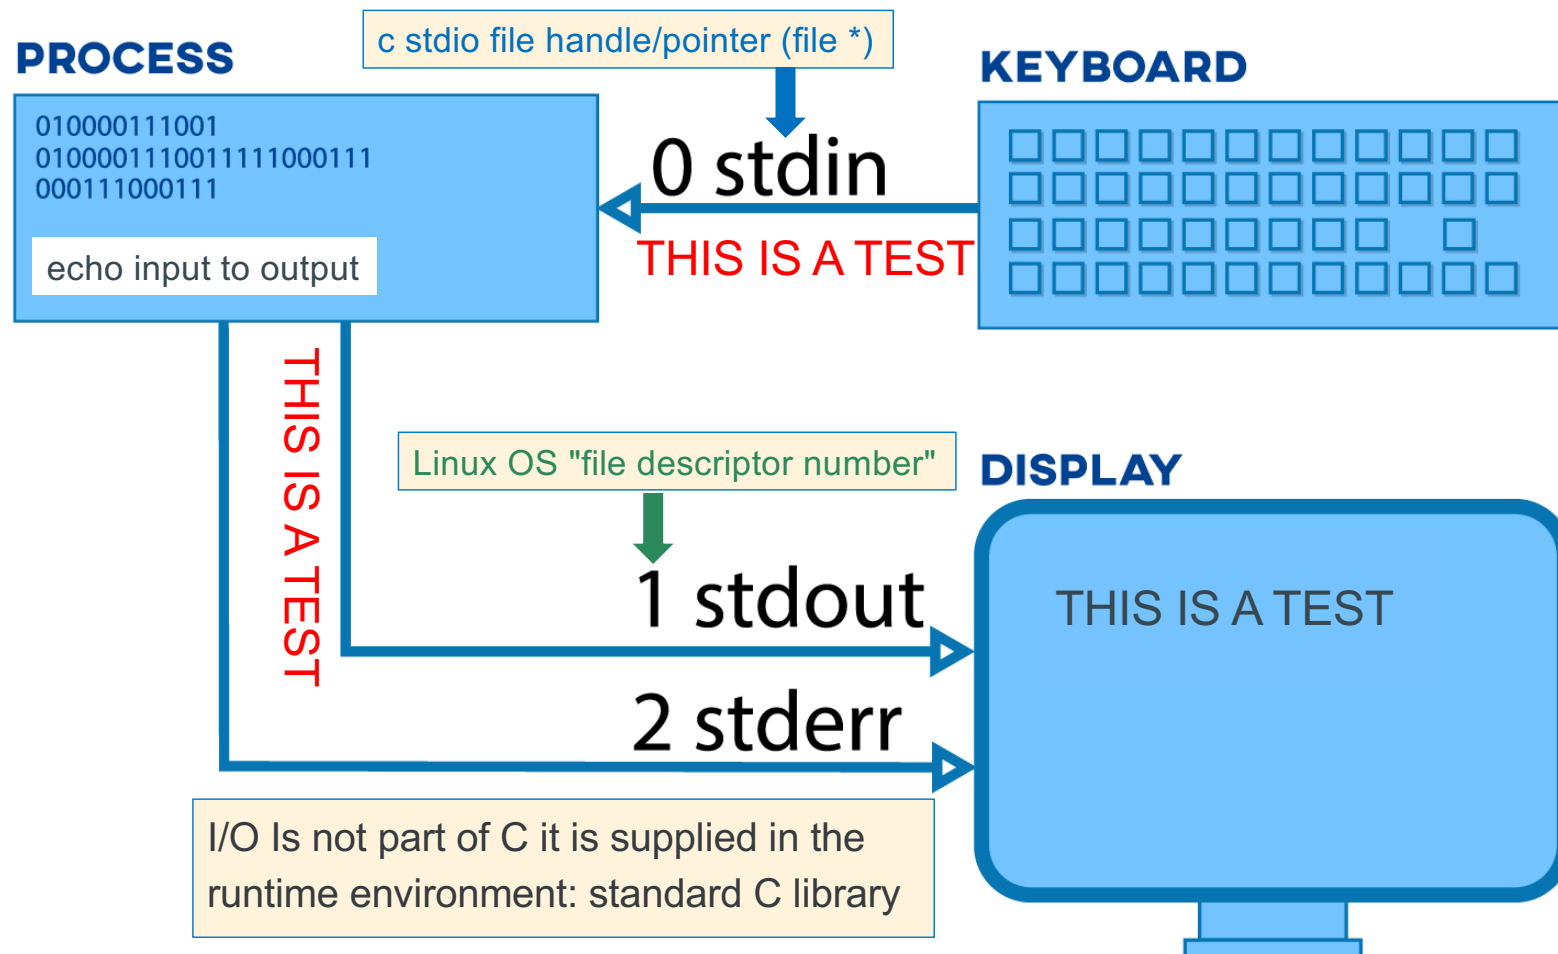 c stdio file handle/pointer (file *)
PROCESS
KEYBOARD
010000111001
01000011100111111000111
000111000111
echo input to output
0 stdin
THIS IS A TEST
THIS IS A TEST
Linux OS "file descriptor number"
DISPLAY
1 stdout
THIS IS A TEST
2 stderr
I/O Is not part of C it is supplied in the
runtime environment: standard C library